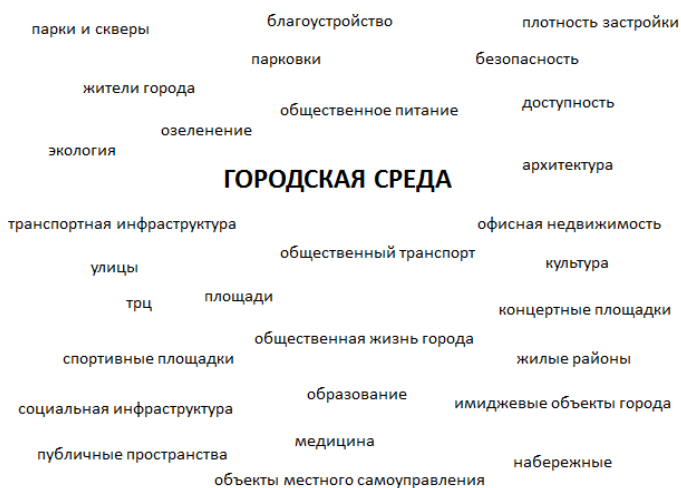 благоустройство
плотность застройки
парки и скверы
парковки
безопасность
жители города
общественное питание
доступность
озеленение
экология
архитектура
ГОРОДСКАЯ СРЕДА
транспортная инфраструктура
офисная недвижимость
общественный транспорт
культура
улицы
площади
трц
концертные площадки
общественная жизнь города
спортивные площадки
жилые районы
образование
имиджевые объекты города
социальная инфраструктура
медицина
публичные пространства
набережные
объекты местного самоуправления